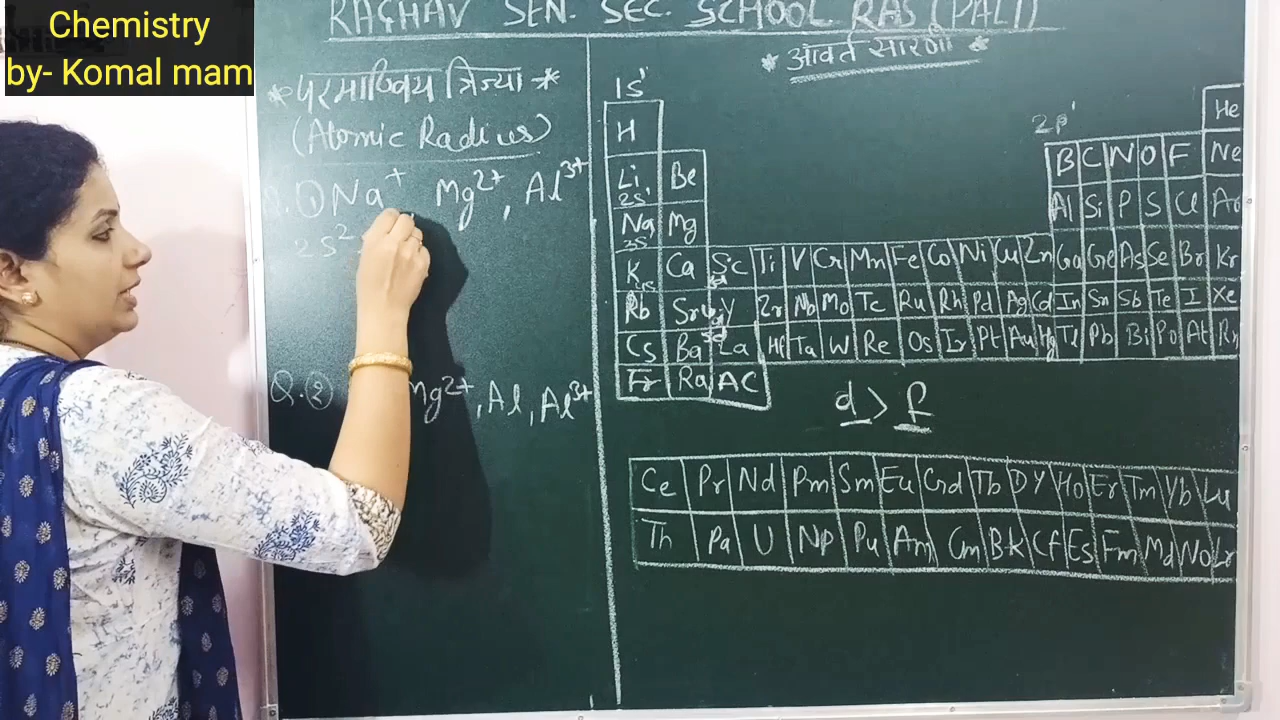 Chemistry
by- Komal mam
RAGHAV SEN. SEC. SCHOOL RAS (PALI)
* परमाण्विय त्रिज्या *
(Atomic Radius)
Q.① Na⁺ Mg²⁺, Al³⁺
2s²
Q.② Mg²⁺, Al, Al³⁺
* आवर्त सारणी *
1s¹
H He
2p¹
Li Be B C N O F Ne
2s¹
Na Mg Al Si P S Cl Ar
3s¹
K Ca Sc Ti V Cr Mn Fe Co Ni Cu Zn Ga Ge As Se Br Kr
4s
Rb Sr Y Zr Nb Mo Tc Ru Rh Pd Ag Cd In Sn Sb Te I Xe
Cs Ba La Hf Ta W Re Os Ir Pt Au Hg Tl Pb Bi Po At Rn
Fr Ra AC
d > f
Ce Pr Nd Pm Sm Eu Gd Tb DY Ho Er Tm Yb Lu
Th Pa U NP Pu Am Cm Bk Cf Es Fm Md No Lr